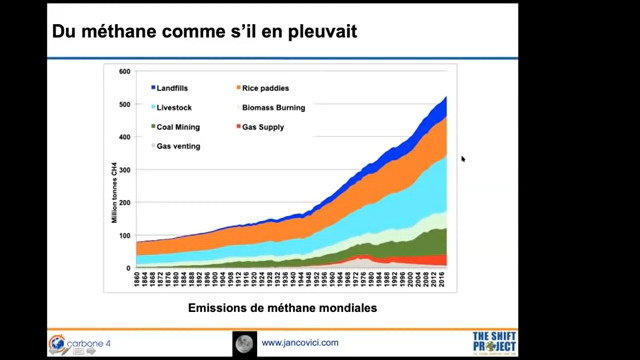 Du méthane comme s'il en pleuvait
600
500
400
300
200
100
0
Million tonnes CH4
Landfills
Rice paddies
Livestock
Biomass Burning
Coal Mining
Gas Supply
Gas venting
1860 1864 1868 1872 1876 1880 1884 1888 1892 1896 1900 1904 1908 1912 1916 1920 1924 1928 1932 1936 1940 1944 1948 1952 1956 1960 1964 1968 1972 1976 1980 1984 1988 1992 1996 2000 2004 2008 2012 2016
Emissions de méthane mondiales
carbone 4
www.jancovici.com
THE SHIFT
PROJECT